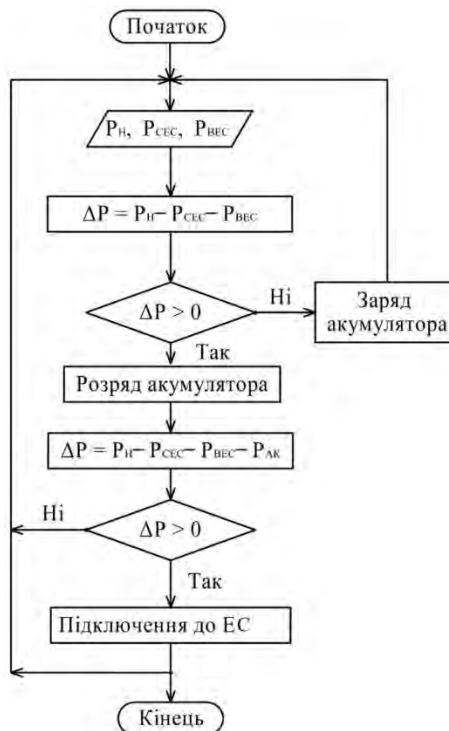 Початок
Pн, Pсес, Pвес
ΔP = Pн– Pсес– Pвес
ΔP > 0
Ні
Заряд
акумулятора
Так
Розряд акумулятора
ΔP = Pн– Pсес– Pвес– Pак
Ні
ΔP > 0
Так
Підключення до ЕС
Кінець